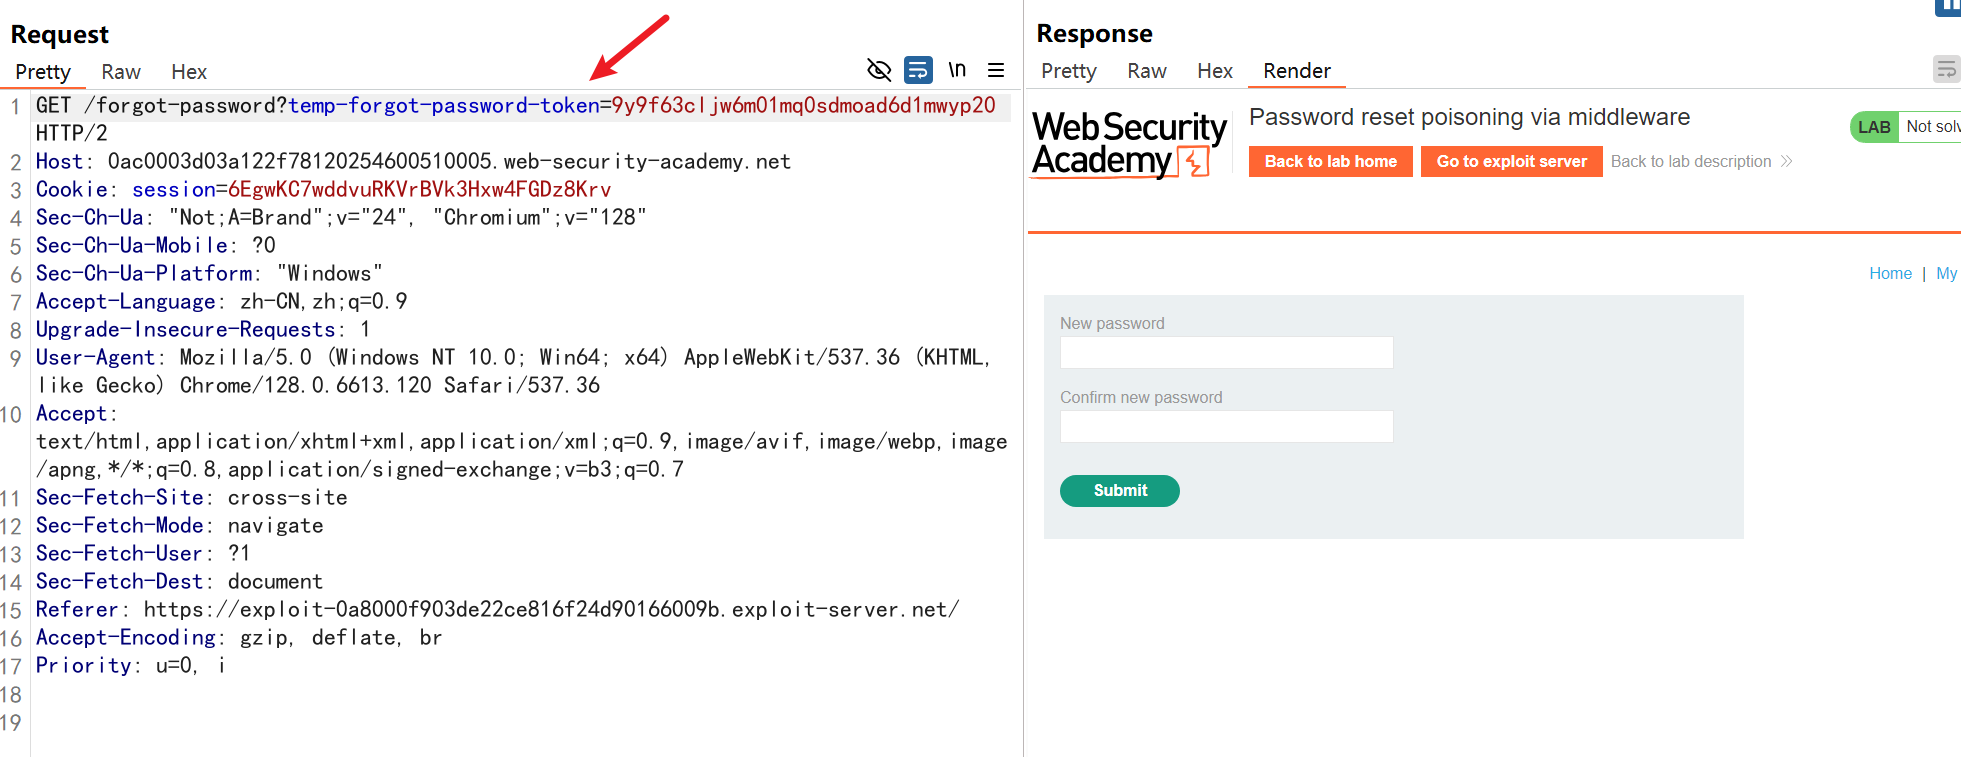 Request
Pretty Raw Hex
\n
1 GET /forgot-password?temp-forgot-password-token=9y9f63cljw6m01mq0sdmoad6d1mwyp20
HTTP/2
2 Host: 0ac0003d03a122f78120254600510005.web-security-academy.net
3 Cookie: session=6EgwKC7wddvuRKVrBVk3Hxw4FGDz8Krv
4 Sec-Ch-Ua: "Not;A=Brand";v="24", "Chromium";v="128"
5 Sec-Ch-Ua-Mobile: ?0
6 Sec-Ch-Ua-Platform: "Windows"
7 Accept-Language: zh-CN,zh;q=0.9
8 Upgrade-Insecure-Requests: 1
9 User-Agent: Mozilla/5.0 (Windows NT 10.0; Win64; x64) AppleWebKit/537.36 (KHTML,
like Gecko) Chrome/128.0.6613.120 Safari/537.36
10 Accept:
text/html,application/xhtml+xml,application/xml;q=0.9,image/avif,image/webp,image
/apng,*/*;q=0.8,application/signed-exchange;v=b3;q=0.7
11 Sec-Fetch-Site: cross-site
12 Sec-Fetch-Mode: navigate
13 Sec-Fetch-User: ?1
14 Sec-Fetch-Dest: document
15 Referer: https://exploit-0a8000f903de22ce816f24d90166009b.exploit-server.net/
16 Accept-Encoding: gzip, deflate, br
17 Priority: u=0, i
18
19
Response
Pretty Raw Hex Render
Web Security
Academy
Password reset poisoning via middleware
Back to lab home Go to exploit server Back to lab description
LAB Not solv
Home | My
New password
Confirm new password
Submit